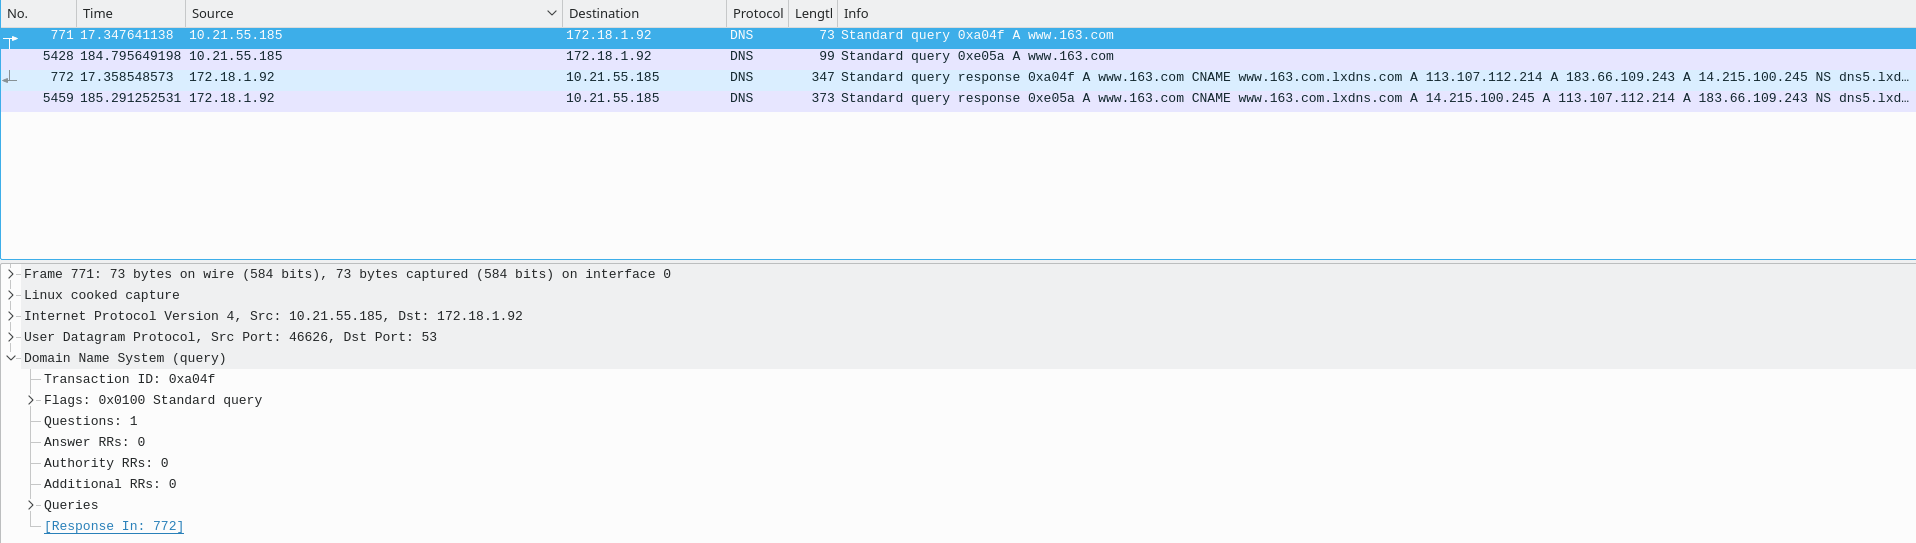 No. Time Source Destination Protocol Lengtl Info
771 17.347641138 10.21.55.185 172.18.1.92 DNS 73 Standard query 0xa04f A www.163.com
5428 184.795649198 10.21.55.185 172.18.1.92 DNS 99 Standard query 0xe05a A www.163.com
772 17.358548573 172.18.1.92 10.21.55.185 DNS 347 Standard query response 0xa04f A www.163.com CNAME www.163.com.lxdns.com A 113.107.112.214 A 183.66.109.243 A 14.215.100.245 NS dns5.lxd…
5459 185.291252531 172.18.1.92 10.21.55.185 DNS 373 Standard query response 0xe05a A www.163.com CNAME www.163.com.lxdns.com A 14.215.100.245 A 113.107.112.214 A 183.66.109.243 NS dns5.lxd…
Frame 771: 73 bytes on wire (584 bits), 73 bytes captured (584 bits) on interface 0
Linux cooked capture
Internet Protocol Version 4, Src: 10.21.55.185, Dst: 172.18.1.92
User Datagram Protocol, Src Port: 46626, Dst Port: 53
Domain Name System (query)
Transaction ID: 0xa04f
Flags: 0x0100 Standard query
Questions: 1
Answer RRs: 0
Authority RRs: 0
Additional RRs: 0
Queries
[Response In: 772]